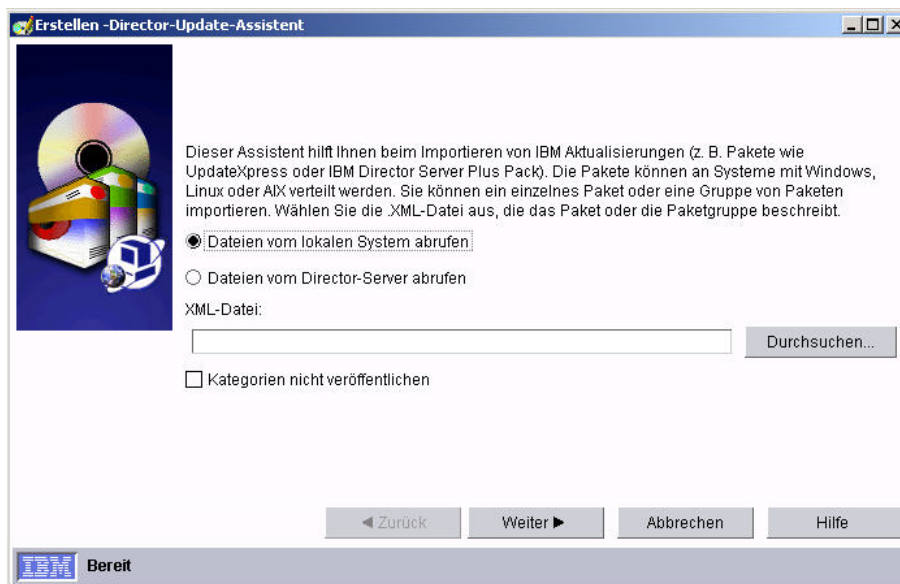 Erstellen -Director-Update-Assistent
Dieser Assistent hilft Ihnen beim Importieren von IBM Aktualisierungen (z. B. Pakete wie
UpdateXpress oder IBM Director Server Plus Pack). Die Pakete können an Systeme mit Windows,
Linux oder AIX verteilt werden. Sie können ein einzelnes Paket oder eine Gruppe von Paketen
importieren. Wählen Sie die .XML-Datei aus, die das Paket oder die Paketgruppe beschreibt.
Dateien vom lokalen System abrufen
Dateien vom Director-Server abrufen
XML-Datei:
Durchsuchen...
Kategorien nicht veröffentlichen
Zurück
Weiter
Abbrechen
Hilfe
IBM Bereit